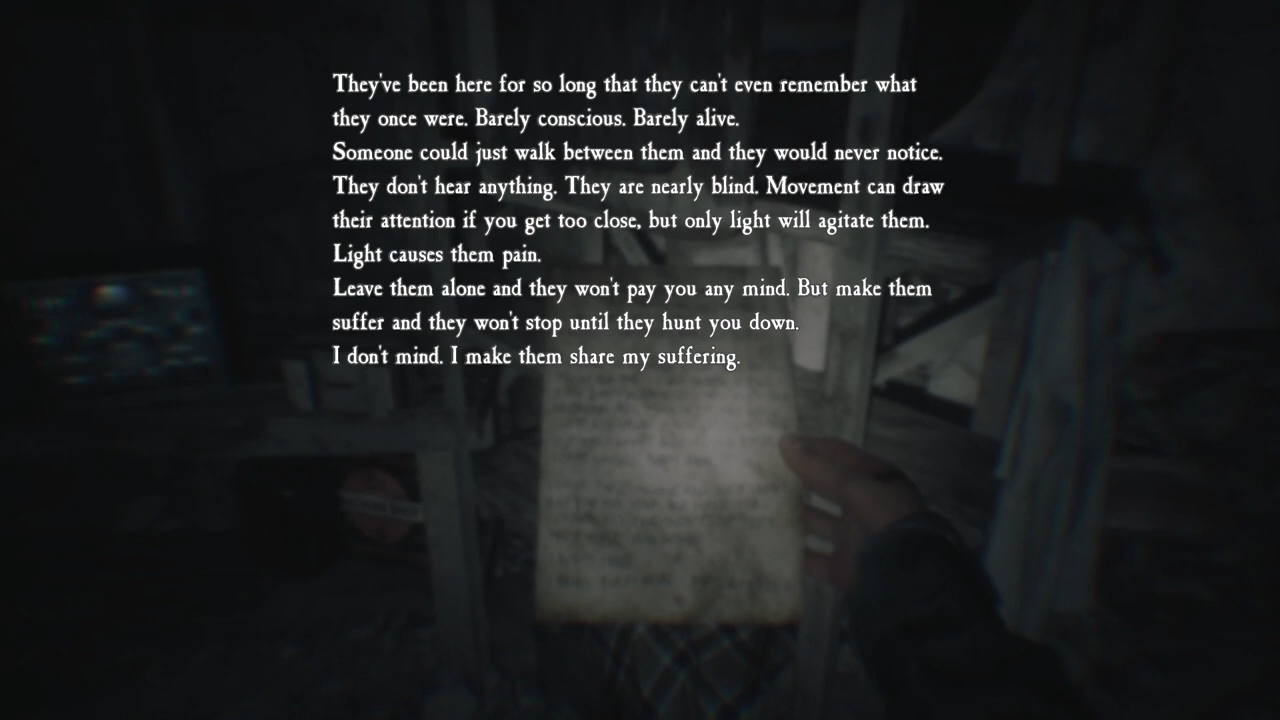 They've been here for so long that they can't even remember what
they once were. Barely conscious. Barely alive.
Someone could just walk between them and they would never notice.
They don't hear anything. They are nearly blind. Movement can draw
their attention if you get too close, but only light will agitate them.
Light causes them pain.
Leave them alone and they won't pay you any mind. But make them
suffer and they won't stop until they hunt you down.
I don't mind. I make them share my suffering.